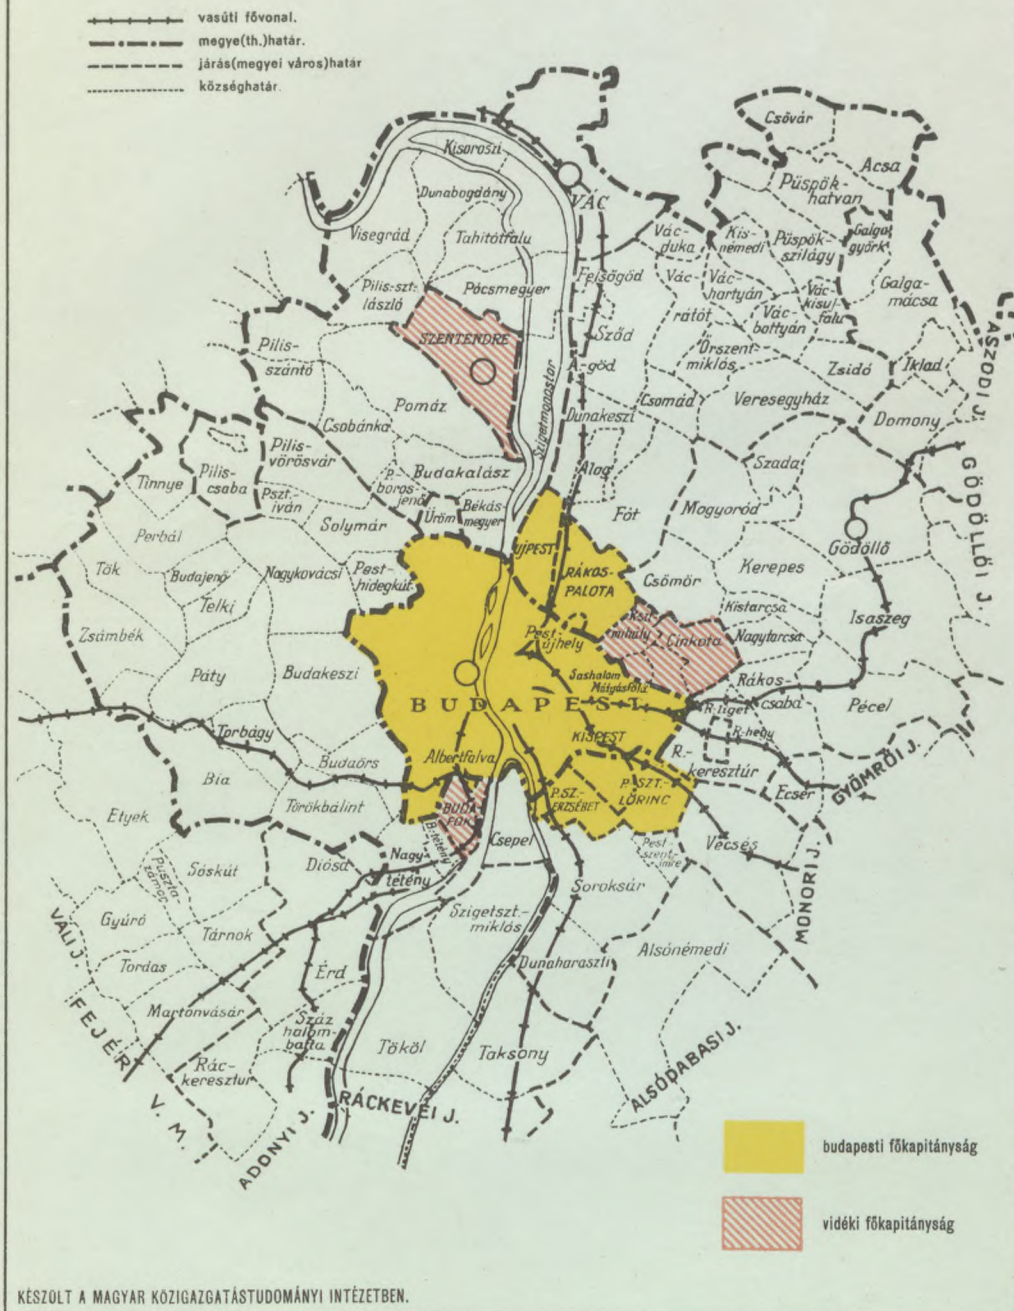 vasúti fővonal.
megye(th.)határ.
járás(megyei város)határ
községhatár.
Csővár
Acsa
Kisoroszi
Püspök-
hatvan
Dunabogdány
VÁC
Vác-
duka
Kis-
némedi
Püspök-
szilágy
Galga
györk
Visegrád
Tahitótfalu
Felsőgöd
Pilis-szt.-
lászló
Pócsmegyer
Vác-
rátót
Vác-
hartyán
Vác-
kisuj-
falu
Galga-
mácsa
Vác-
bottyán
SZENTENDRE
Sződ
Őrszent-
miklós
Zsidó
Iklad
ASZÓDI J.
Pilis-
szántó
A-göd
Pomáz
Szigetmonostor
Dunakeszi
Csomád
Veresegyház
Domony
Csobánka
Pilis-
vörösvár
Tinnye
Pilis-
csaba
Budakalász
P.-
boros-
jenő
Alag
Szada
GÖDÖLLŐI J.
Pszt.-
iván
Solymár
Üröm
Békás-
megyer
Fót
Mogyoród
Gödöllő
Perbál
ÚJPEST
Tök
Budajenő
Nagykovácsi
Pest-
hidegkút
RÁKOS-
PALOTA
Csömör
Kerepes
Telki
Kistarcsa
Isaszeg
Zsámbék
Pest
újhely
mihály
Cinkota
Nagytarcsa
Páty
Budakeszi
Sashalom
Mátyásföld
Rákos-
csaba
Pécel
BUDAPEST
R-liget
R-hegy
Torbágy
KISPEST
Budaörs
Albertfalva
R.-
keresztúr
Bia
GYÖMRŐI J.
Etyek
Törökbálint
BUDA
FOK
P.SZ.-
ERZSÉBET
P. SZT.-
LŐRINC
Ecser
B.-tétény
Csepel
Vecsés
Pest-
szent-
imre
Puszta
zámor
Sóskút
Diósd
Nagy-
tétény
MONORI J.
Soroksár
VÁLI J.
Gyúró
Tárnok
Szigetszt.-
miklós
Alsónémedi
Tordas
Érd
Dunaharaszti
FEJÉR
V. M.
Martonvásár
Száz
halom-
batta
Tököl
Taksony
Rác-
keresztur
ADONYI J.
RÁCKEVEI J.
ALSÓDABASI J.
budapesti főkapitányság
vidéki főkapitányság
KÉSZÜLT A MAGYAR KÖZIGAZGATÁSTUDOMÁNYI INTÉZETBEN.